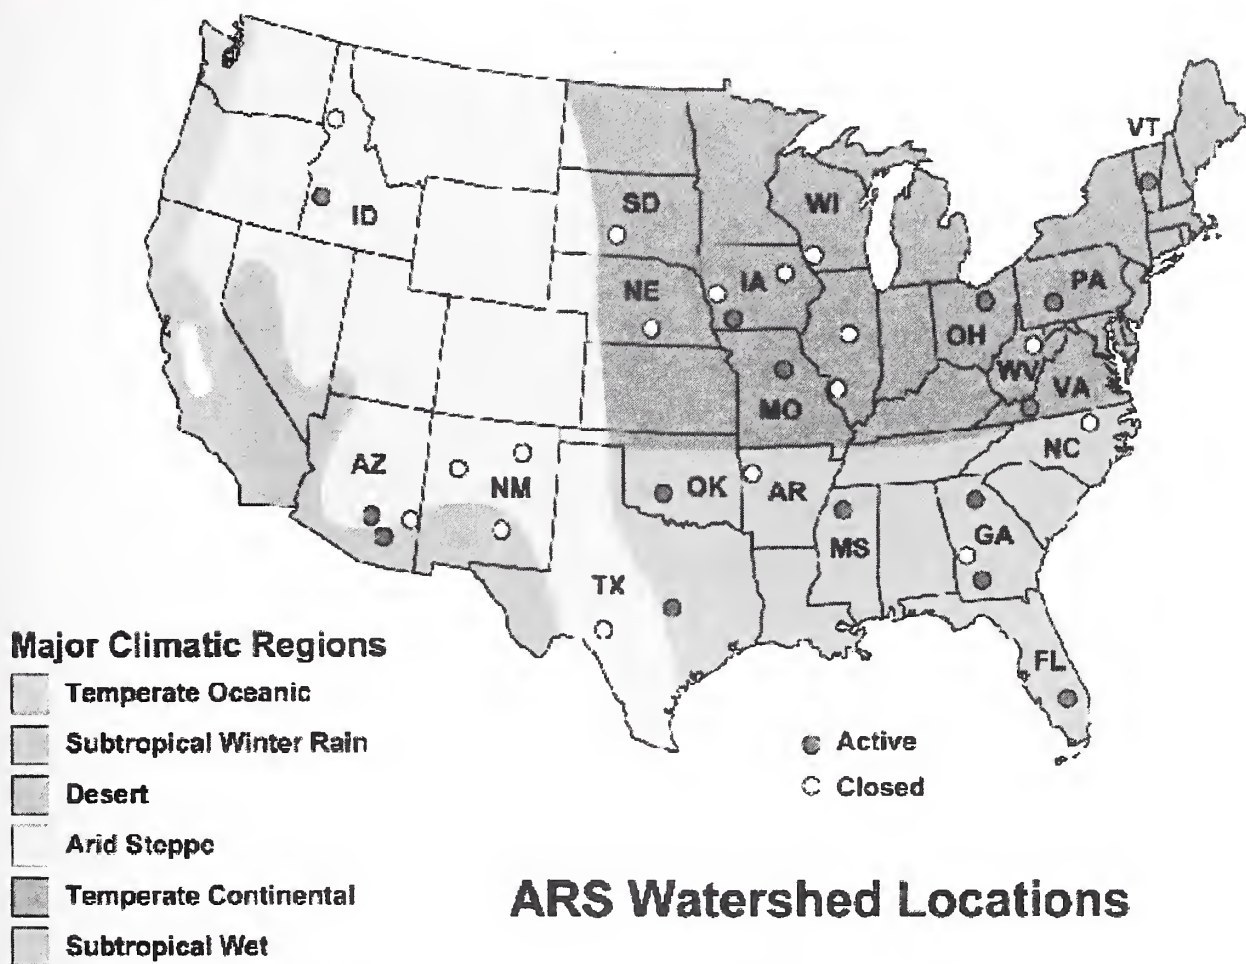 VT
ID
SD
WI
NE
IA
PA
OH
WV
VA
MO
NC
AZ
NM
OK
AR
MS
GA
TX
FL
Major Climatic Regions
Temperate Oceanic
Subtropical Winter Rain
Desert
Arid Steppe
Temperate Continental
Subtropical Wet
Active
Closed
ARS Watershed Locations